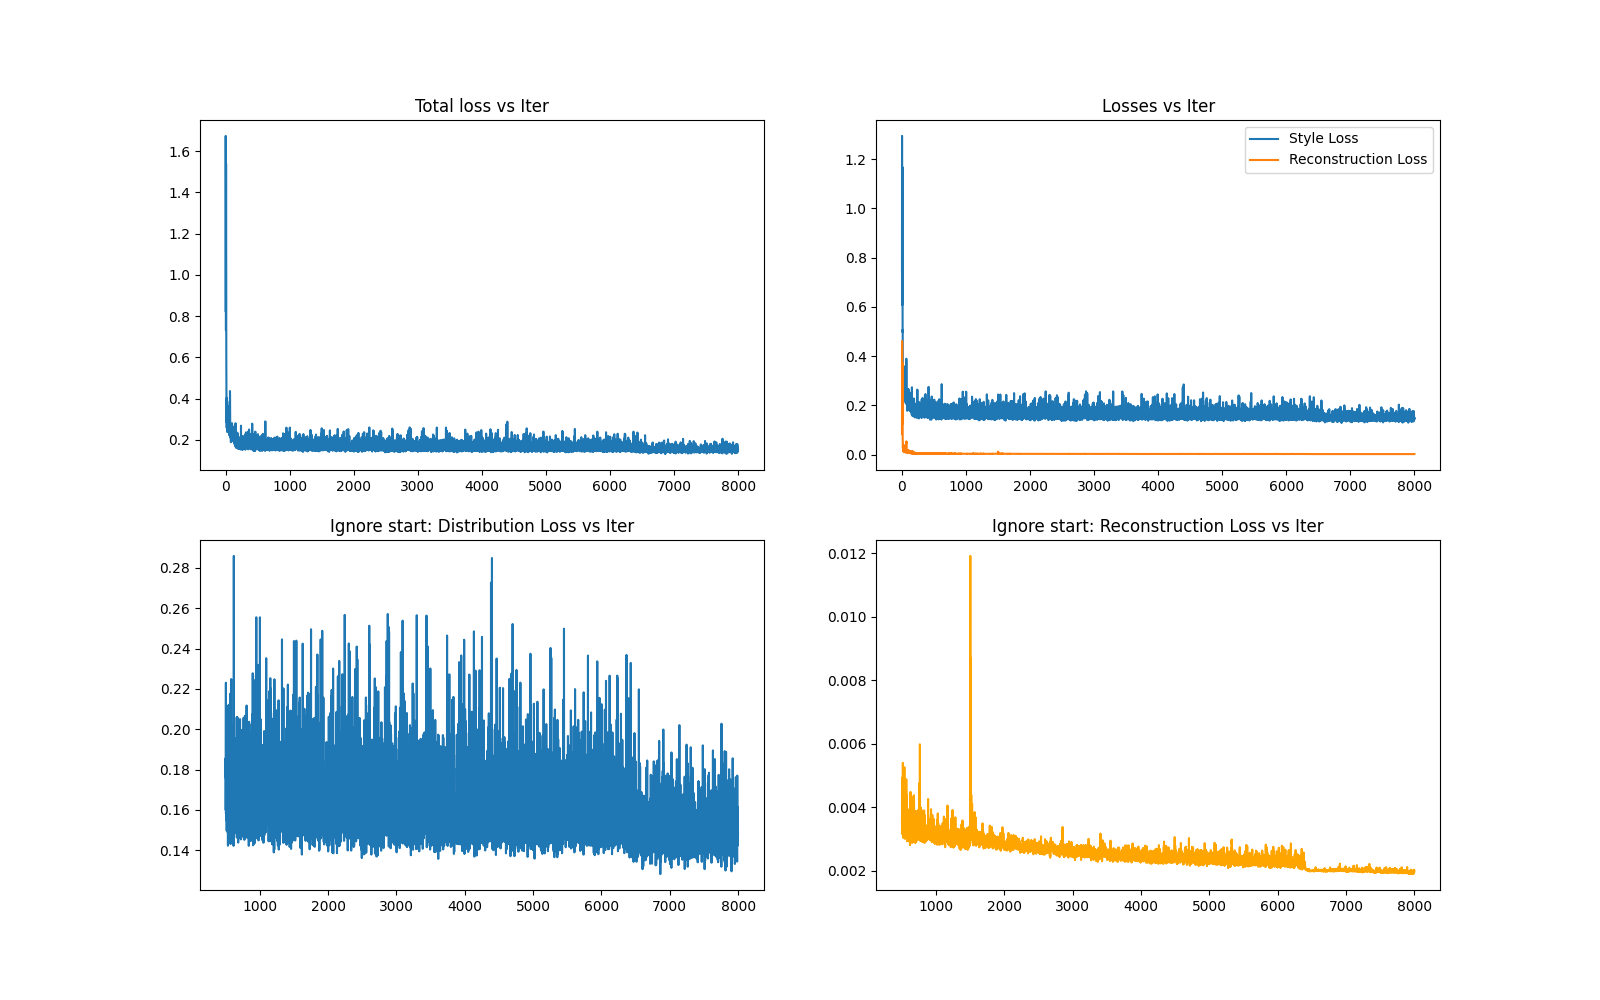 Total loss vs Iter
1.6
1.4
1.2
1.0
0.8
0.6
0.4
0.2
0 1000 2000 3000 4000 5000 6000 7000 8000
Losses vs Iter
Style Loss
Reconstruction Loss
1.2
1.0
0.8
0.6
0.4
0.2
0.0
0 1000 2000 3000 4000 5000 6000 7000 8000
Ignore start: Distribution Loss vs Iter
0.28
0.26
0.24
0.22
0.20
0.18
0.16
0.14
1000 2000 3000 4000 5000 6000 7000 8000
Ignore start: Reconstruction Loss vs Iter
0.012
0.010
0.008
0.006
0.004
0.002
1000 2000 3000 4000 5000 6000 7000 8000